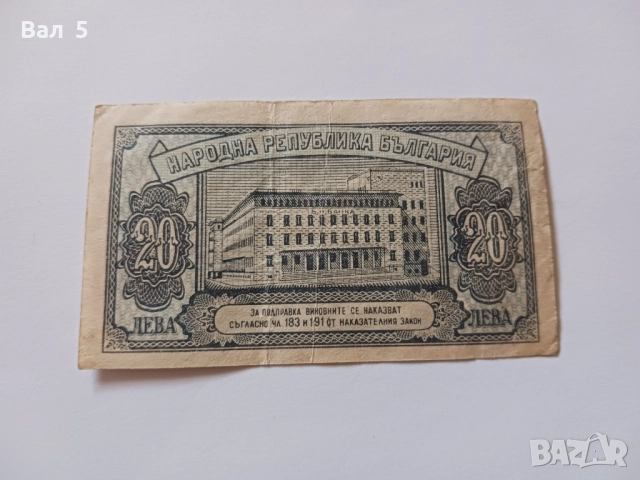 Вал 5
НАРОДНА РЕПУБЛИКА БЪЛГАРИЯ
Б.Н.БАНКА
20 20
ЛЕВА ЛЕВА
ЗА ПОДПРАВКА ВИНОВНИТЕ СЕ НАКАЗВАТ
СЪГЛАСНО ЧЛ. 183 И 191 ОТ НАКАЗАТЕЛНИЯ ЗАКОН
BAZAR